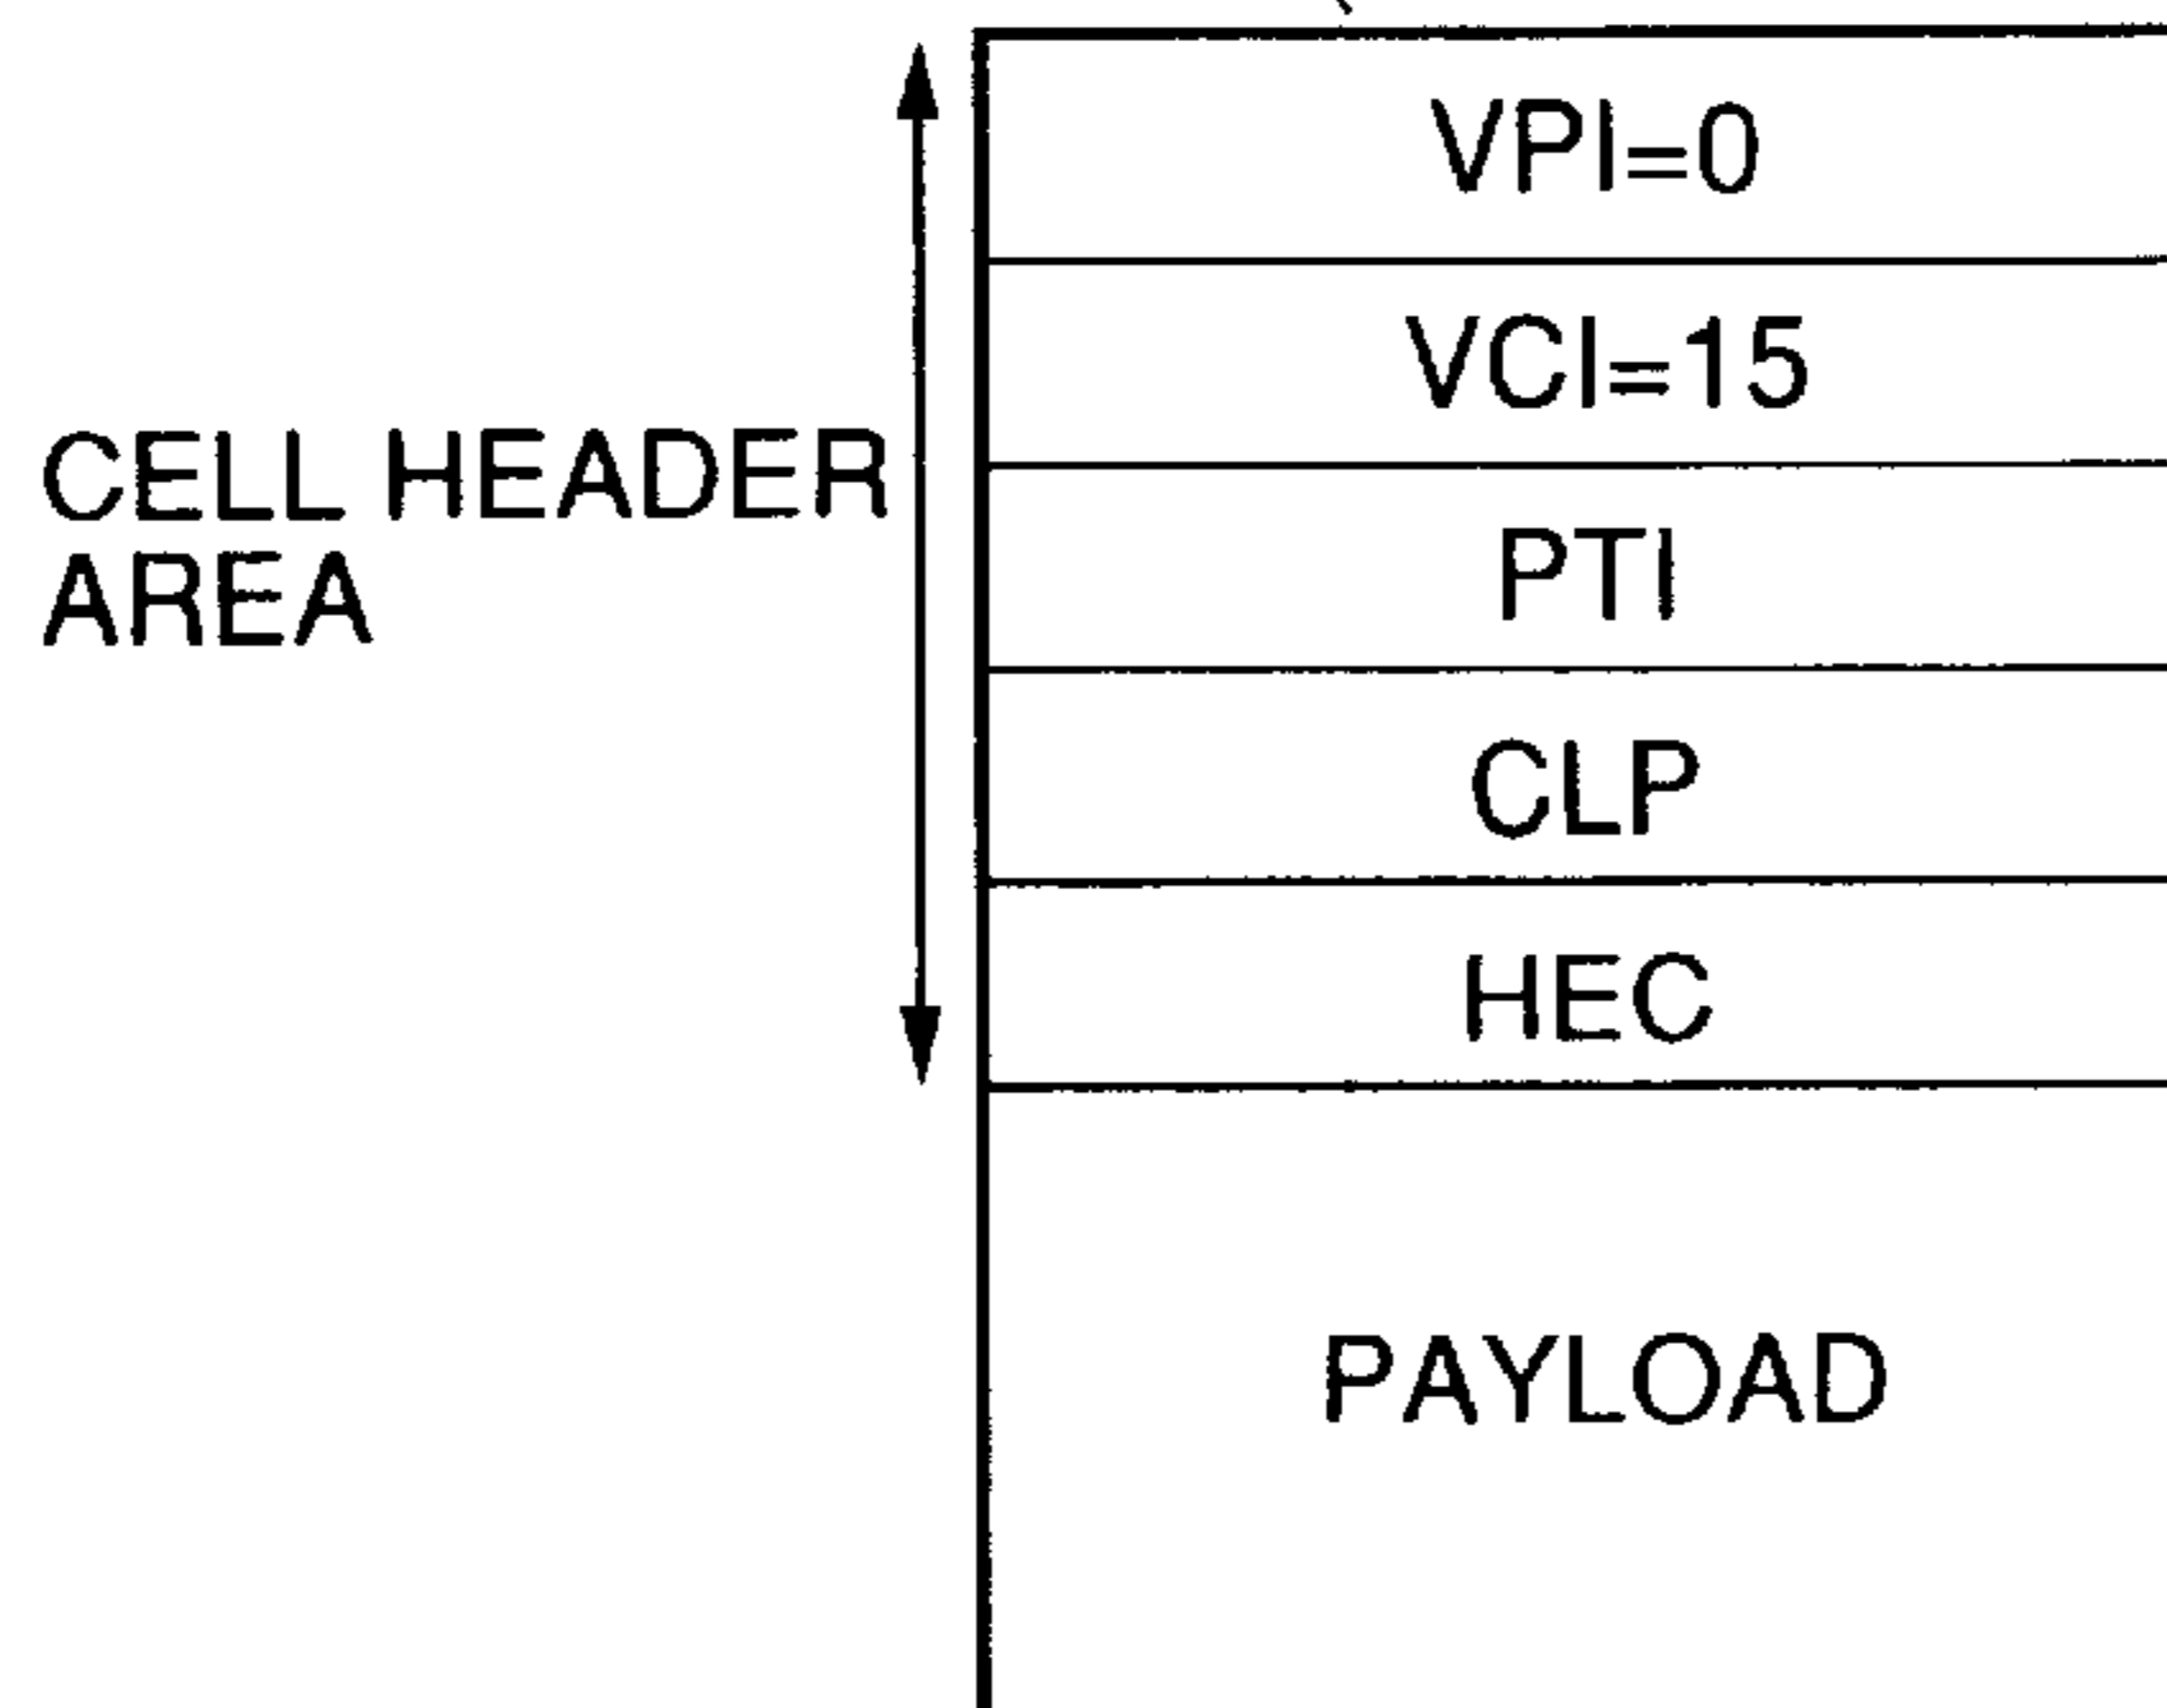 VPI=0
VCI=15
CELL HEADER
AREA
PTI
CLP
HEC
PAYLOAD